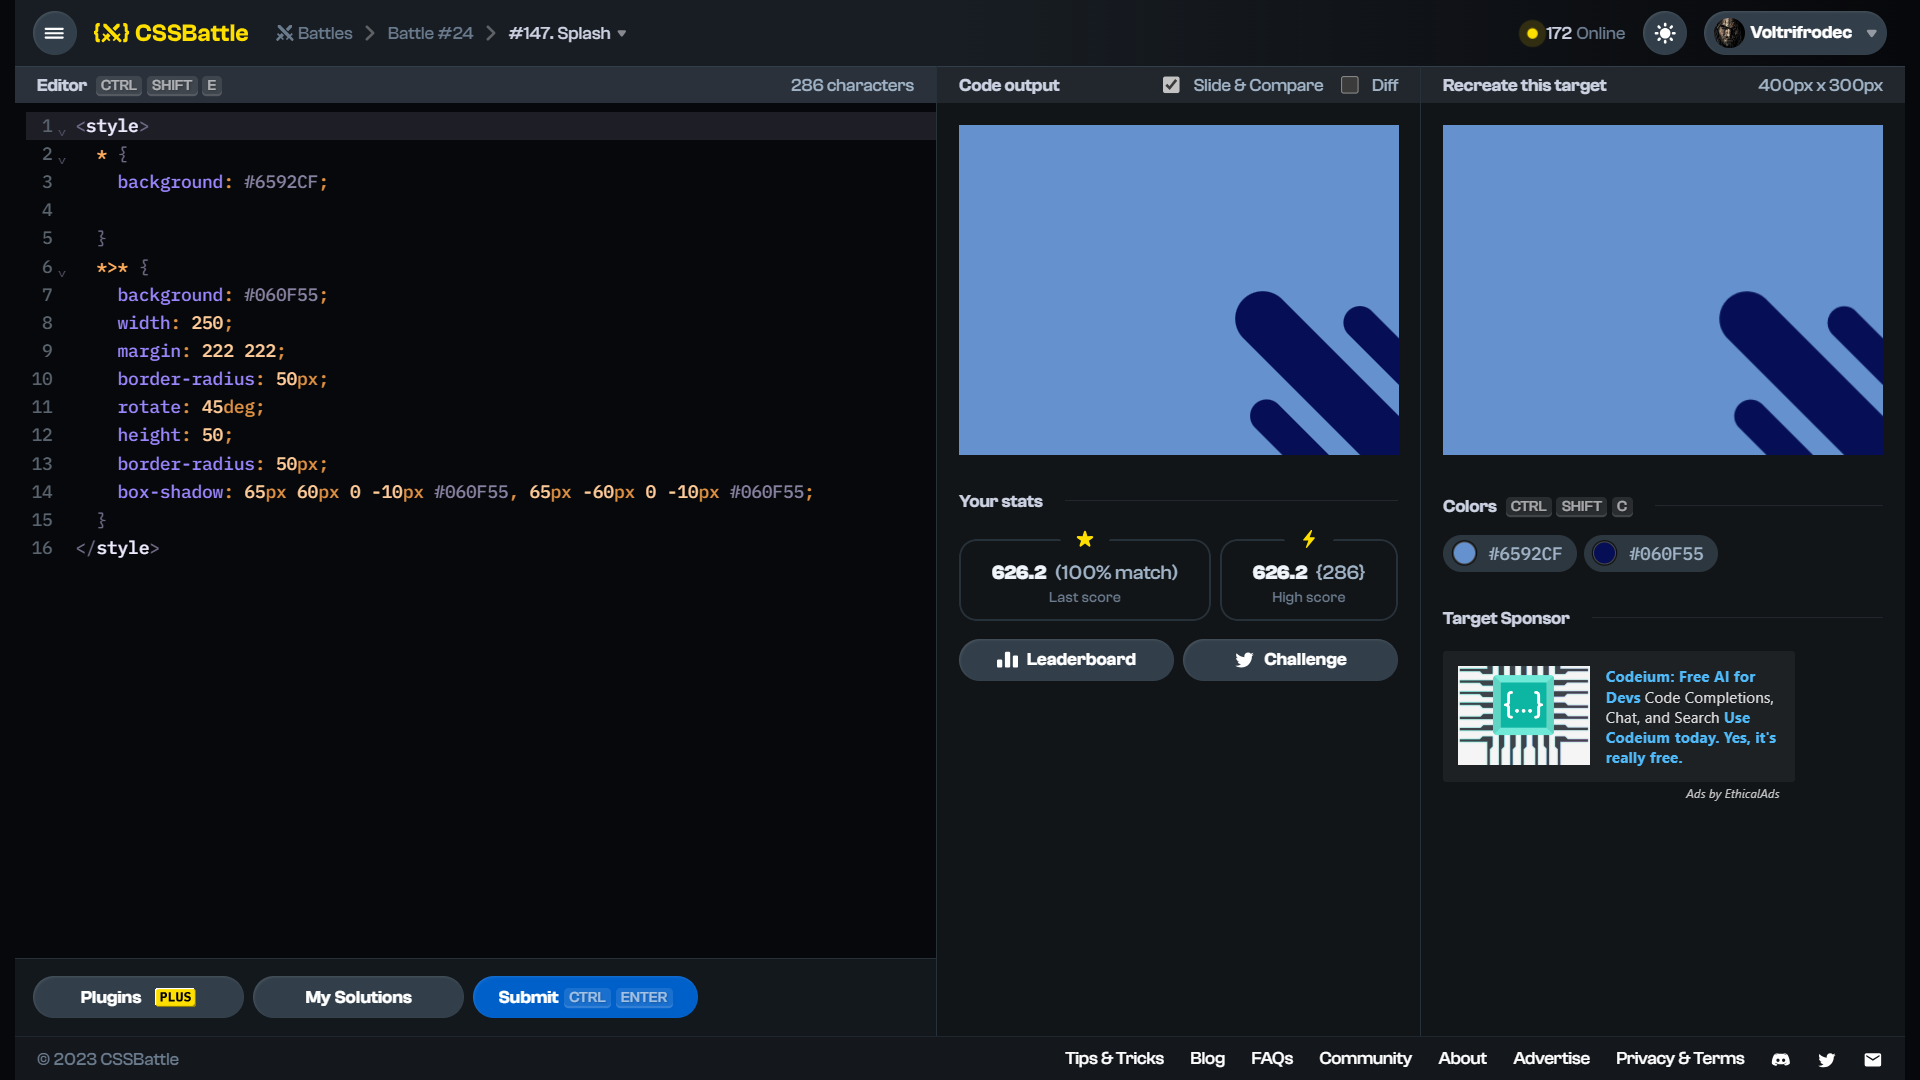 {X} CSSBattle
Battles
Battle #24
#147. Splash
172 Online
Voltrifrodec
Editor CTRL SHIFT E
286 characters
Code output
Slide & Compare
Diff
Recreate this target
400px x 300px
1 <style>
2 * {
3 background: #6592CF;
4
5 }
6 *>* {
7 background: #060F55;
8 width: 250;
9 margin: 222 222;
10 border-radius: 50px;
11 rotate: 45deg;
12 height: 50;
13 border-radius: 50px;
14 box-shadow: 65px 60px 0 -10px #060F55, 65px -60px 0 -10px #060F55;
15 }
16 </style>
Your stats
626.2 (100% match)
Last score
626.2 {286}
High score
Leaderboard
Challenge
Colors CTRL SHIFT C
#6592CF
#060F55
Target Sponsor
{...}
Codeium: Free AI for
Devs Code Completions,
Chat, and Search Use
Codeium today. Yes, it's
really free.
Ads by EthicalAds
Plugins PLUS
My Solutions
Submit CTRL ENTER
© 2023 CSSBattle
Tips & Tricks
Blog
FAQs
Community
About
Advertise
Privacy & Terms